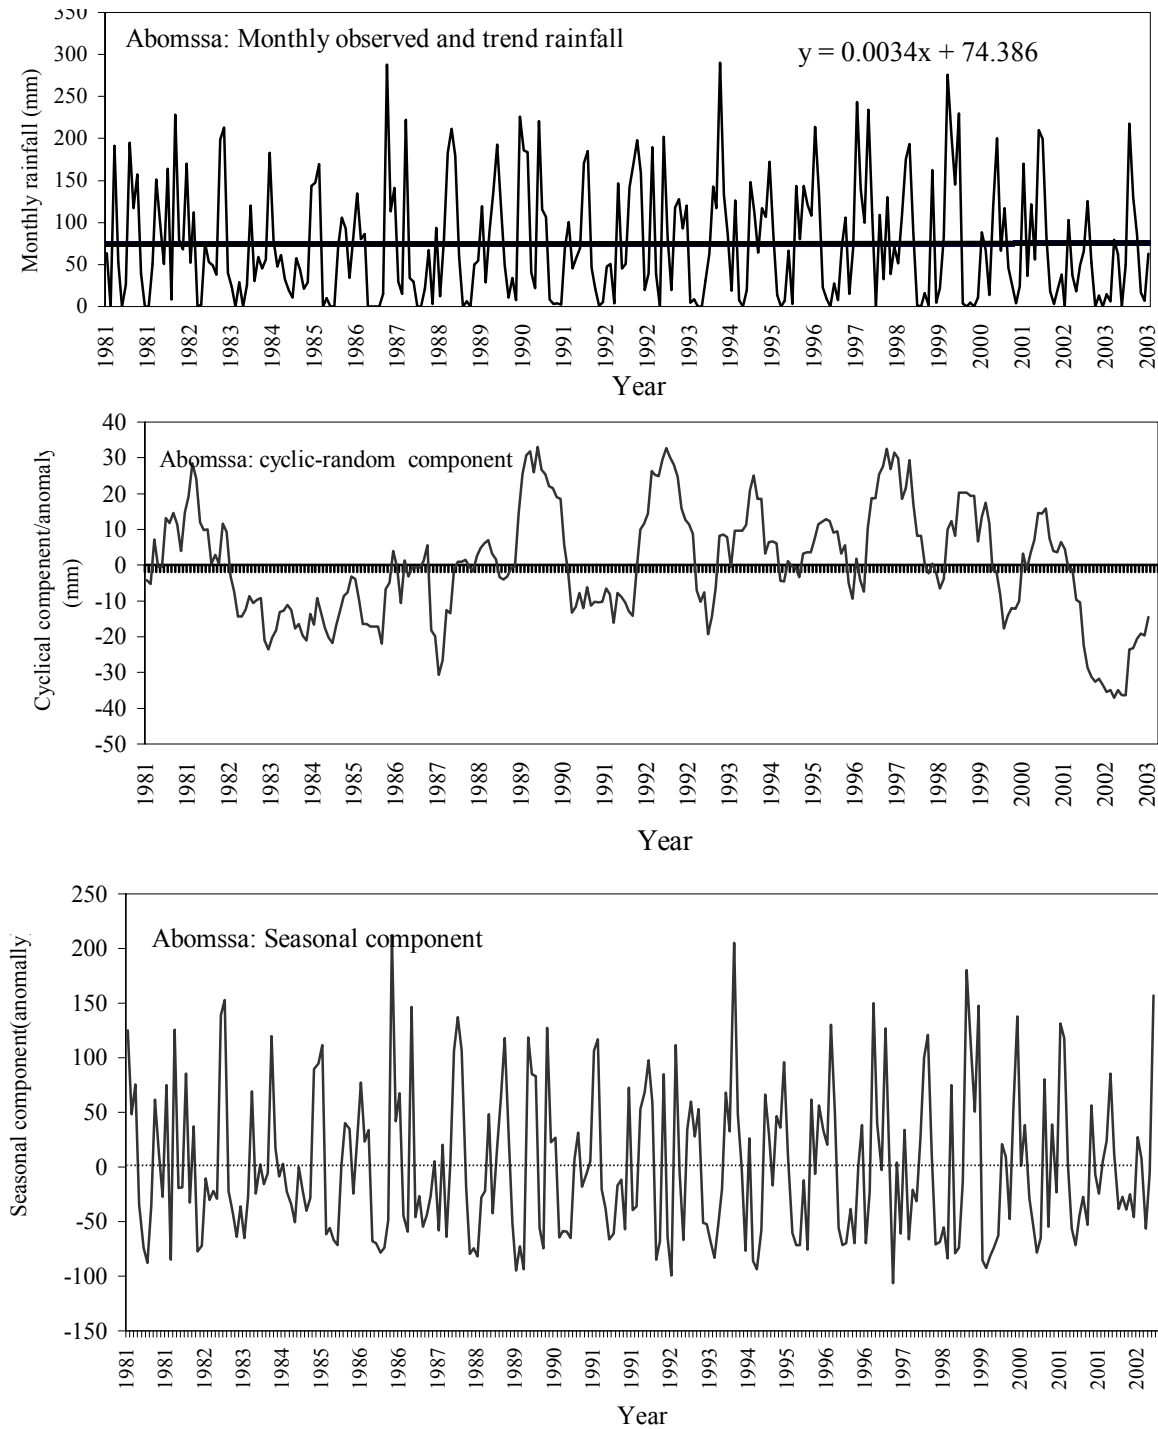 350
Abomssa: Monthly observed and trend rainfall
y = 0.0034x + 74.386
300
250
200
150
100
50
0
Monthly rainfall (mm)
1981 1981 1982 1983 1984 1985 1986 1987 1988 1989 1990 1991 1992 1992 1993 1994 1995 1996 1997 1998 1999 2000 2001 2002 2003 2003
Year
40
30
20
10
0
-10
-20
-30
-40
-50
Abomssa: cyclic-random component
Cyclical compenent/anomaly
(mm)
1981 1981 1982 1983 1984 1985 1986 1987 1988 1989 1990 1991 1992 1992 1993 1994 1995 1996 1997 1998 1999 2000 2001 2002 2003
Year
250
200
150
100
50
0
-50
-100
-150
Abomssa: Seasonal component
Seasonal component(anomally)
1981 1981 1982 1983 1984 1985 1986 1986 1987 1988 1989 1990 1991 1991 1992 1993 1994 1995 1996 1996 1997 1998 1999 2000 2001 2001 2002
Year